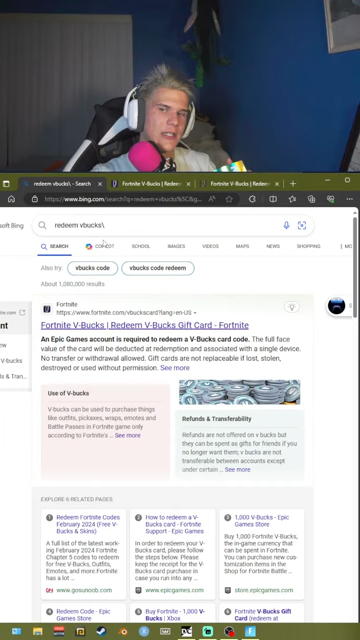 redeem vbucks\ - Search
Fortnite V-Bucks | Redeem
Fortnite V-Bucks | Redeem
https://www.bing.com/search?q=redeem+vbucks%5C&g
soft Bing
redeem vbucks\
SEARCH
COPILOT
SCHOOL
IMAGES
VIDEOS
MAPS
NEWS
SHOPPING
Also try:
vbucks code
vbucks code redeem
About 1,080,000 results
Fortnite
https://www.fortnite.com/vbuckscard?lang=en-US
Fortnite V-Bucks | Redeem V-Bucks Gift Card - Fortnite
An Epic Games account is required to redeem a V-Bucks card code. The full face
value of the card will be deducted at redemption and associated with a single device.
No transfer or withdrawal allowed. Gift cards are not replaceable if lost, stolen,
destroyed or used without permission. See more
Use of V-bucks
V-bucks can be used to purchase things
like outfits, pickaxes, wraps, emotes and
Battle Passes in Fortnite game only
according to Fortnite's ... See more
Refunds & Transferability
Refunds are not offered on V-bucks
but they can be sent as gifts for friends if
you no longer want them; v bucks are
not transferable between accounts except
under certain ... See more
EXPLORE 6 RELATED PAGES
1 Redeem Fortnite Codes
February 2024 (Free V-
Bucks & Skins)
A full list of the latest work-
ing February 2024 Fortnite
Chapter 5 codes to redeem
for free V-Bucks, Outfits,
Emotes, and more.
Fortnite has a lot ...
www.gosunoob.com
2 How to redeem a V-
Bucks card - Fortnite
Support - Epic Games
In order to redeem your V-
Bucks card, please follow
the steps below. Please
keep the receipt for the
V-Bucks card purchase in
case you run into any ...
www.epicgames.com
3 1,000 V-Bucks - Epic
Games Store
Buy 1,000 Fortnite V-Bucks,
the in-game currency that
can be spent in Fortnite.
You can purchase new cus-
tomization items in the
Shop for Fortnite Battle ...
store.epicgames.com
4 Redeem Code - Epic
Games Store
5 Buy Fortnite - 1,000 V-
Bucks | Xbox
6 Fortnite V-Bucks Gift
Card (redeem at